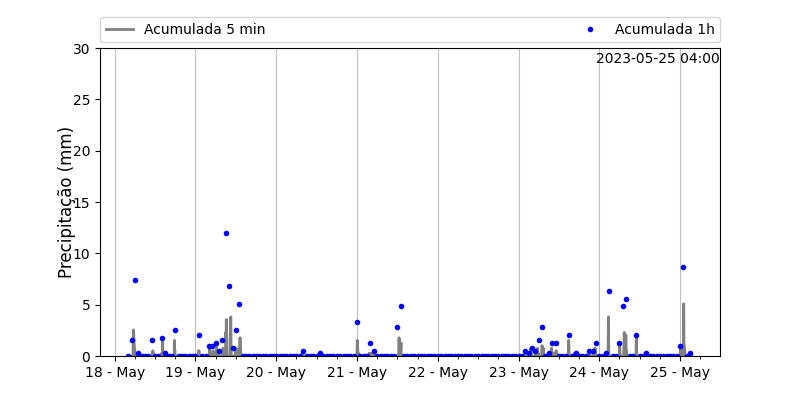 Acumulada 5 min
Acumulada 1h
2023-05-25 04:00
Precipitação (mm)
30
25
20
15
10
5
0
18 - May 19 - May 20 - May 21 - May 22 - May 23 - May 24 - May 25 - May